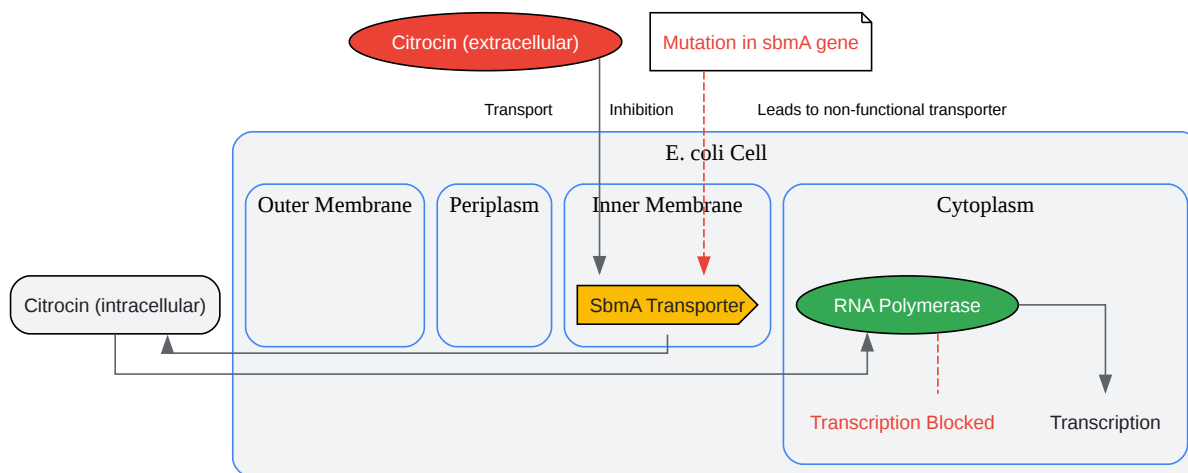 Citrocin (extracellular)
Mutation in sbmA gene
Transport
Inhibition
Leads to non-functional transporter
E. coli Cell
Outer Membrane
Periplasm
Inner Membrane
Cytoplasm
Citrocin (intracellular)
SbmA Transporter
RNA Polymerase
Transcription Blocked
Transcription